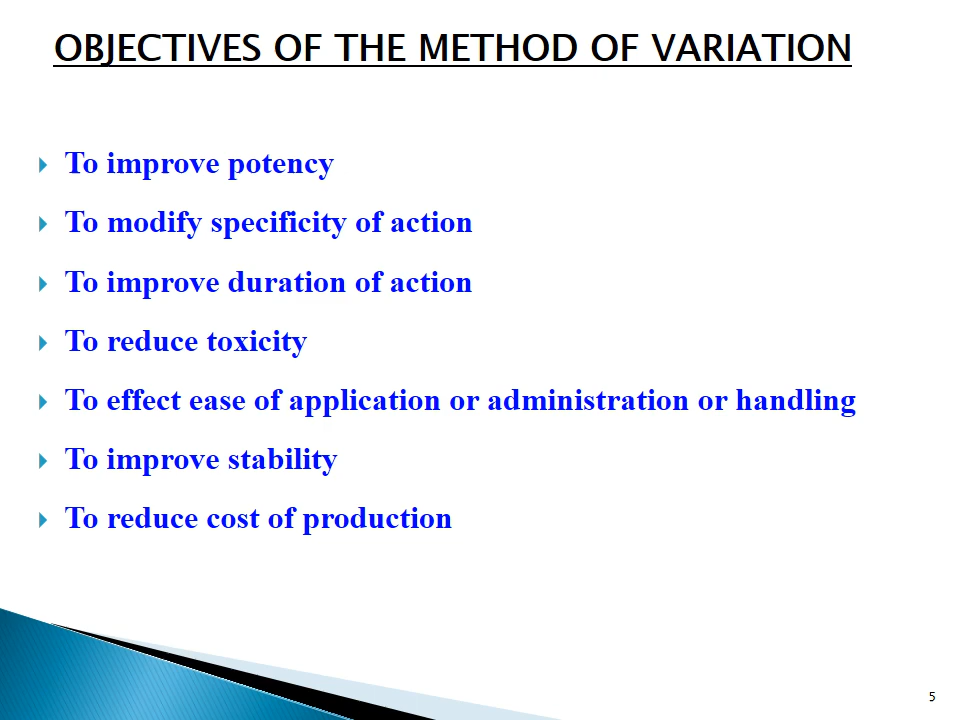 OBJECTIVES OF THE METHOD OF VARIATION
To improve potency
To modify specificity of action
To improve duration of action
To reduce toxicity
To effect ease of application or administration or handling
To improve stability
To reduce cost of production
5